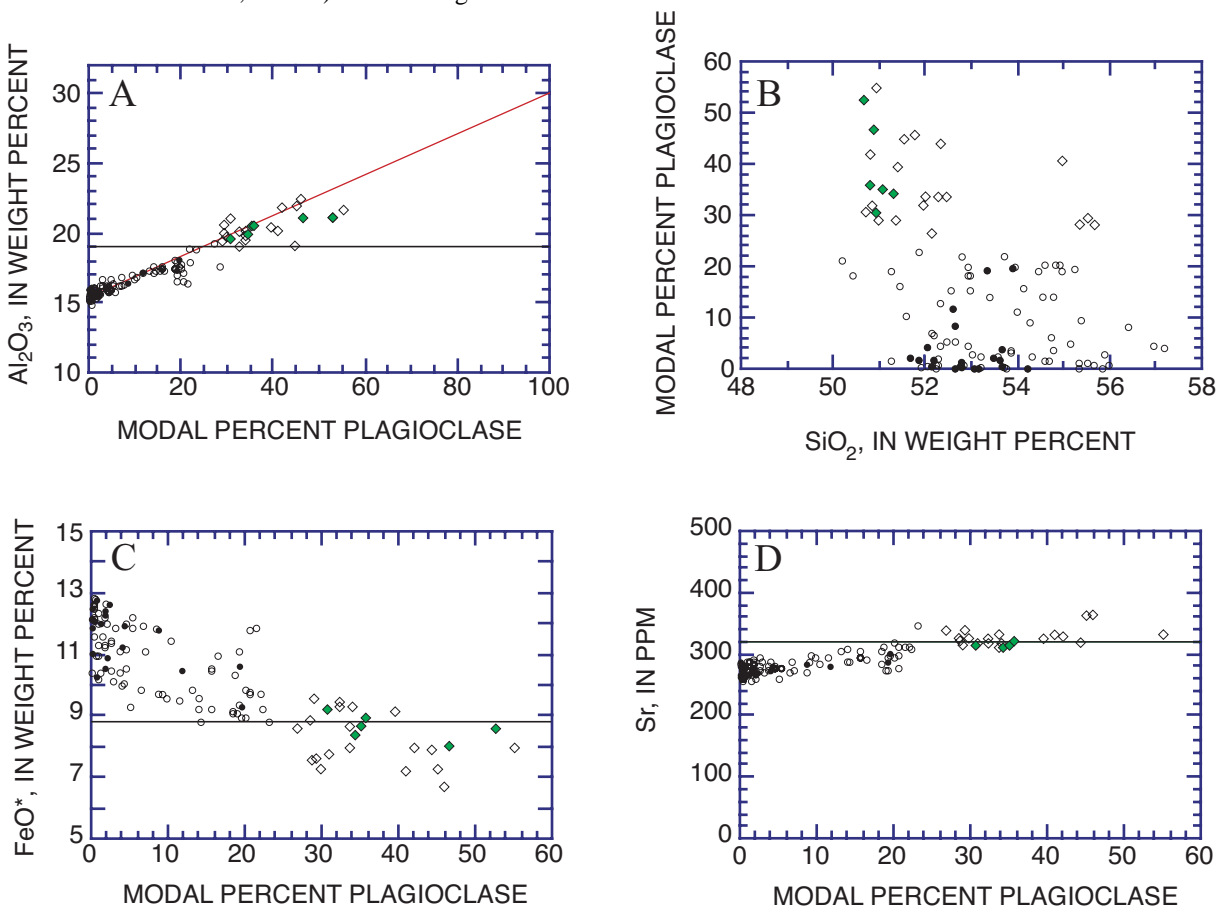 A
Al₂O₃, IN WEIGHT PERCENT
30
25
20
15
10
0 20 40 60 80 100
MODAL PERCENT PLAGIOCLASE
B
MODAL PERCENT PLAGIOCLASE
60
50
40
30
20
10
0
48 50 52 54 56 58
SiO₂, IN WEIGHT PERCENT
C
FeO*, IN WEIGHT PERCENT
15
13
11
9
7
5
0 10 20 30 40 50 60
MODAL PERCENT PLAGIOCLASE
D
Sr, IN PPM
500
400
300
200
100
0
0 10 20 30 40 50 60
MODAL PERCENT PLAGIOCLASE